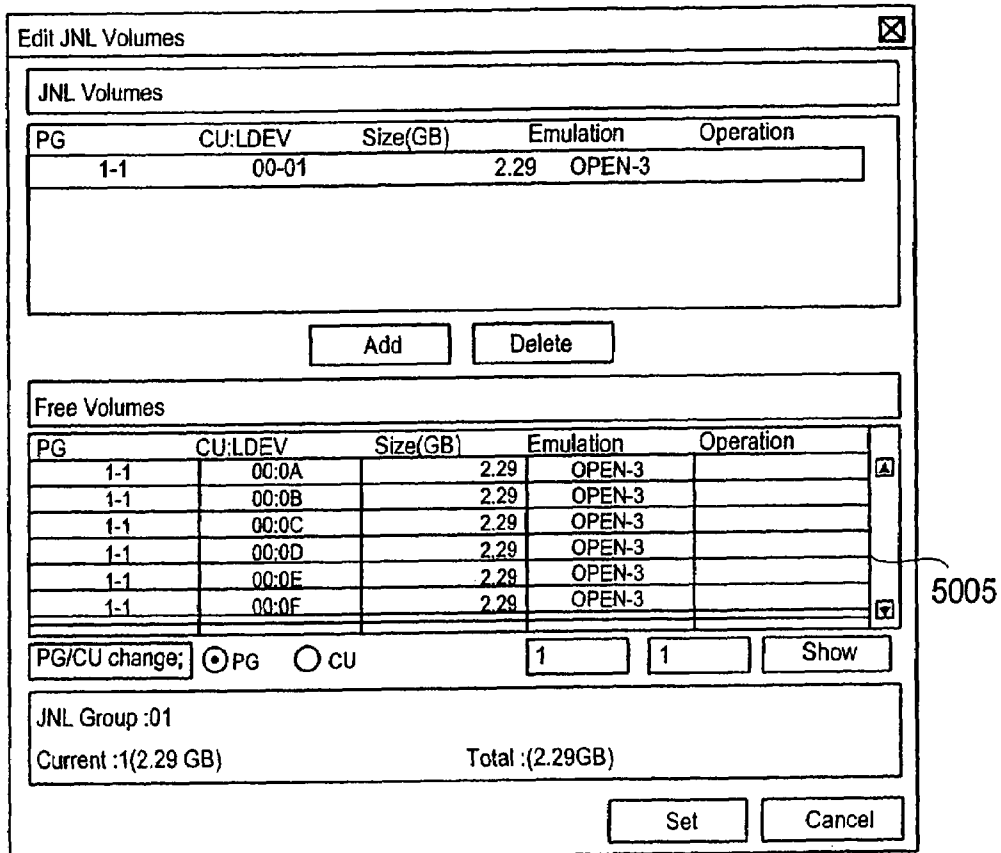 Edit JNL Volumes
JNL Volumes
PG CU:LDEV Size(GB) Emulation Operation
1-1 00-01 2.29 OPEN-3
Add Delete
Free Volumes
PG CU:LDEV Size(GB) Emulation Operation
1-1 00:0A 2.29 OPEN-3
1-1 00:0B 2.29 OPEN-3
1-1 00:0C 2.29 OPEN-3
1-1 00:0D 2.29 OPEN-3
1-1 00:0E 2.29 OPEN-3
1-1 00:0F 2.29 OPEN-3
5005
PG/CU change; PG CU 1 1 Show
JNL Group :01
Current :1(2.29 GB) Total :(2.29GB)
Set Cancel